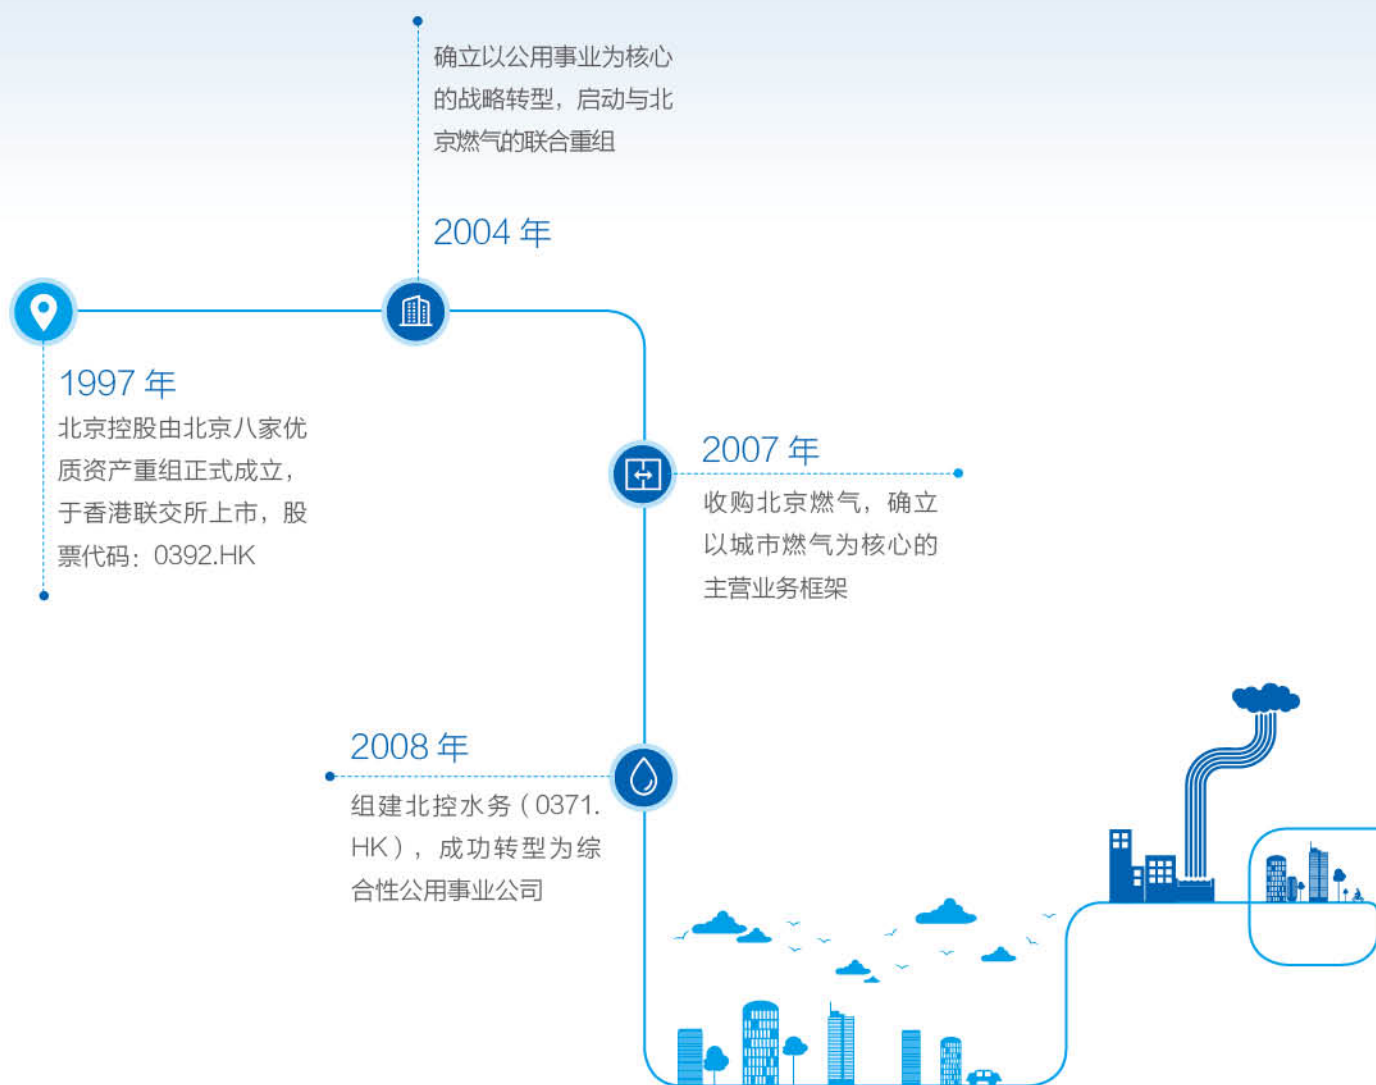 确立以公用事业为核心
的战略转型，启动与北
京燃气的联合重组
2004 年
1997 年
北京控股由北京八家优
质资产重组正式成立，
于香港联交所上市，股
票代码：0392.HK
2007 年
收购北京燃气，确立
以城市燃气为核心的
主营业务框架
2008 年
组建北控水务（0371.
HK），成功转型为综
合性公用事业公司